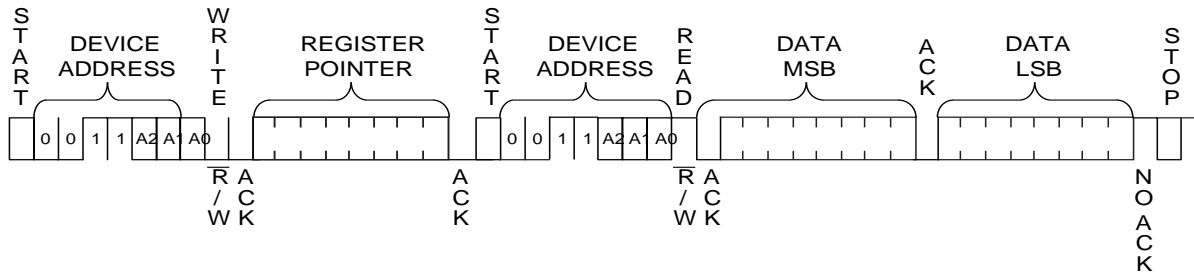 START
DEVICE
ADDRESS
WRITE
REGISTER
POINTER
START
DEVICE
ADDRESS
READ
DATA
MSB
ACK
DATA
LSB
STOP
0 0 1 1 A2 A1 A0
0 0 1 1 A2 A1 A0
R/W
ACK
ACK
R/W
ACK
NO ACK